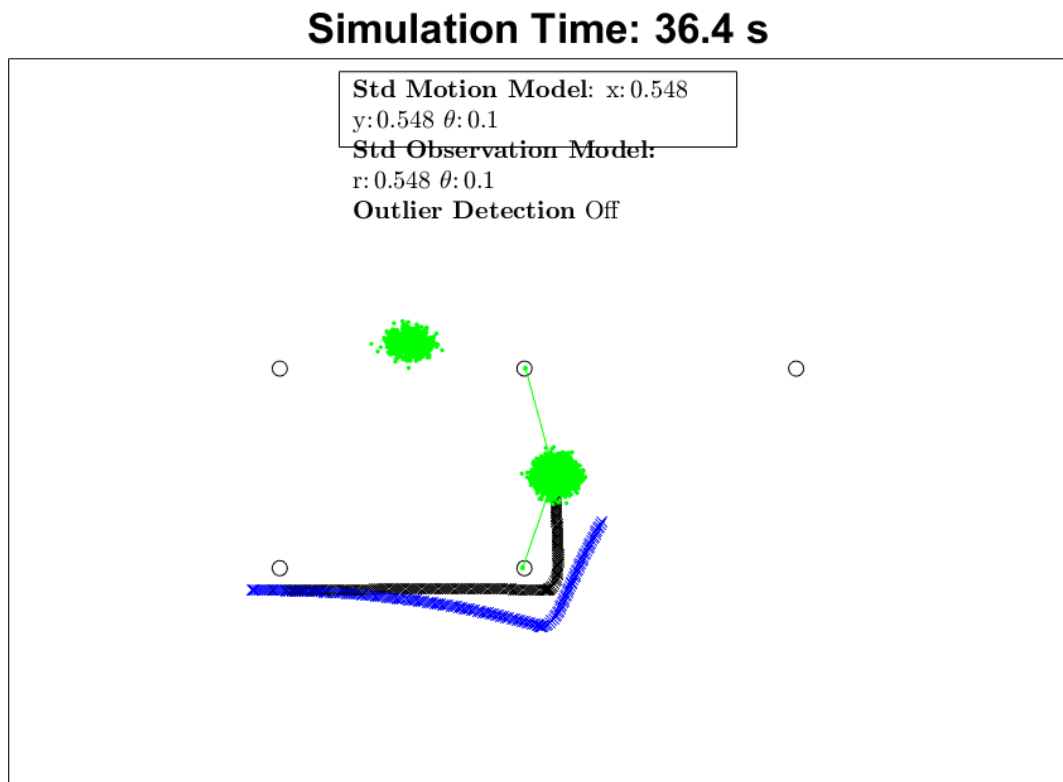 Simulation Time: 36.4 s
Std Motion Model: x:0.548
y:0.548 θ:0.1
Std Observation Model:
r:0.548 θ:0.1
Outlier Detection Off